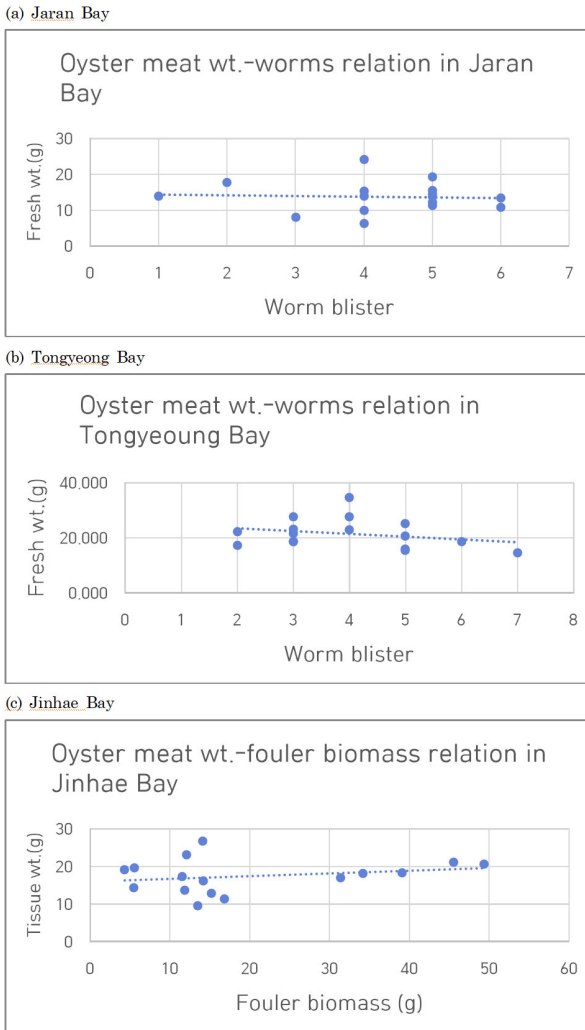 (a) Jaran Bay
Oyster meat wt.-worms relation in Jaran
Bay
30
20
10
0
Fresh wt.(g)
0 1 2 3 4 5 6 7
Worm blister
(b) Tongyeong Bay
Oyster meat wt.-worms relation in
Tongyeoung Bay
40.000
20.000
0.000
Fresh wt.(g)
0 1 2 3 4 5 6 7 8
Worm blister
(c) Jinhae Bay
Oyster meat wt.-fouler biomass relation in
Jinhae Bay
30
20
10
0
Tissue wt.(g)
0 10 20 30 40 50 60
Fouler biomass (g)